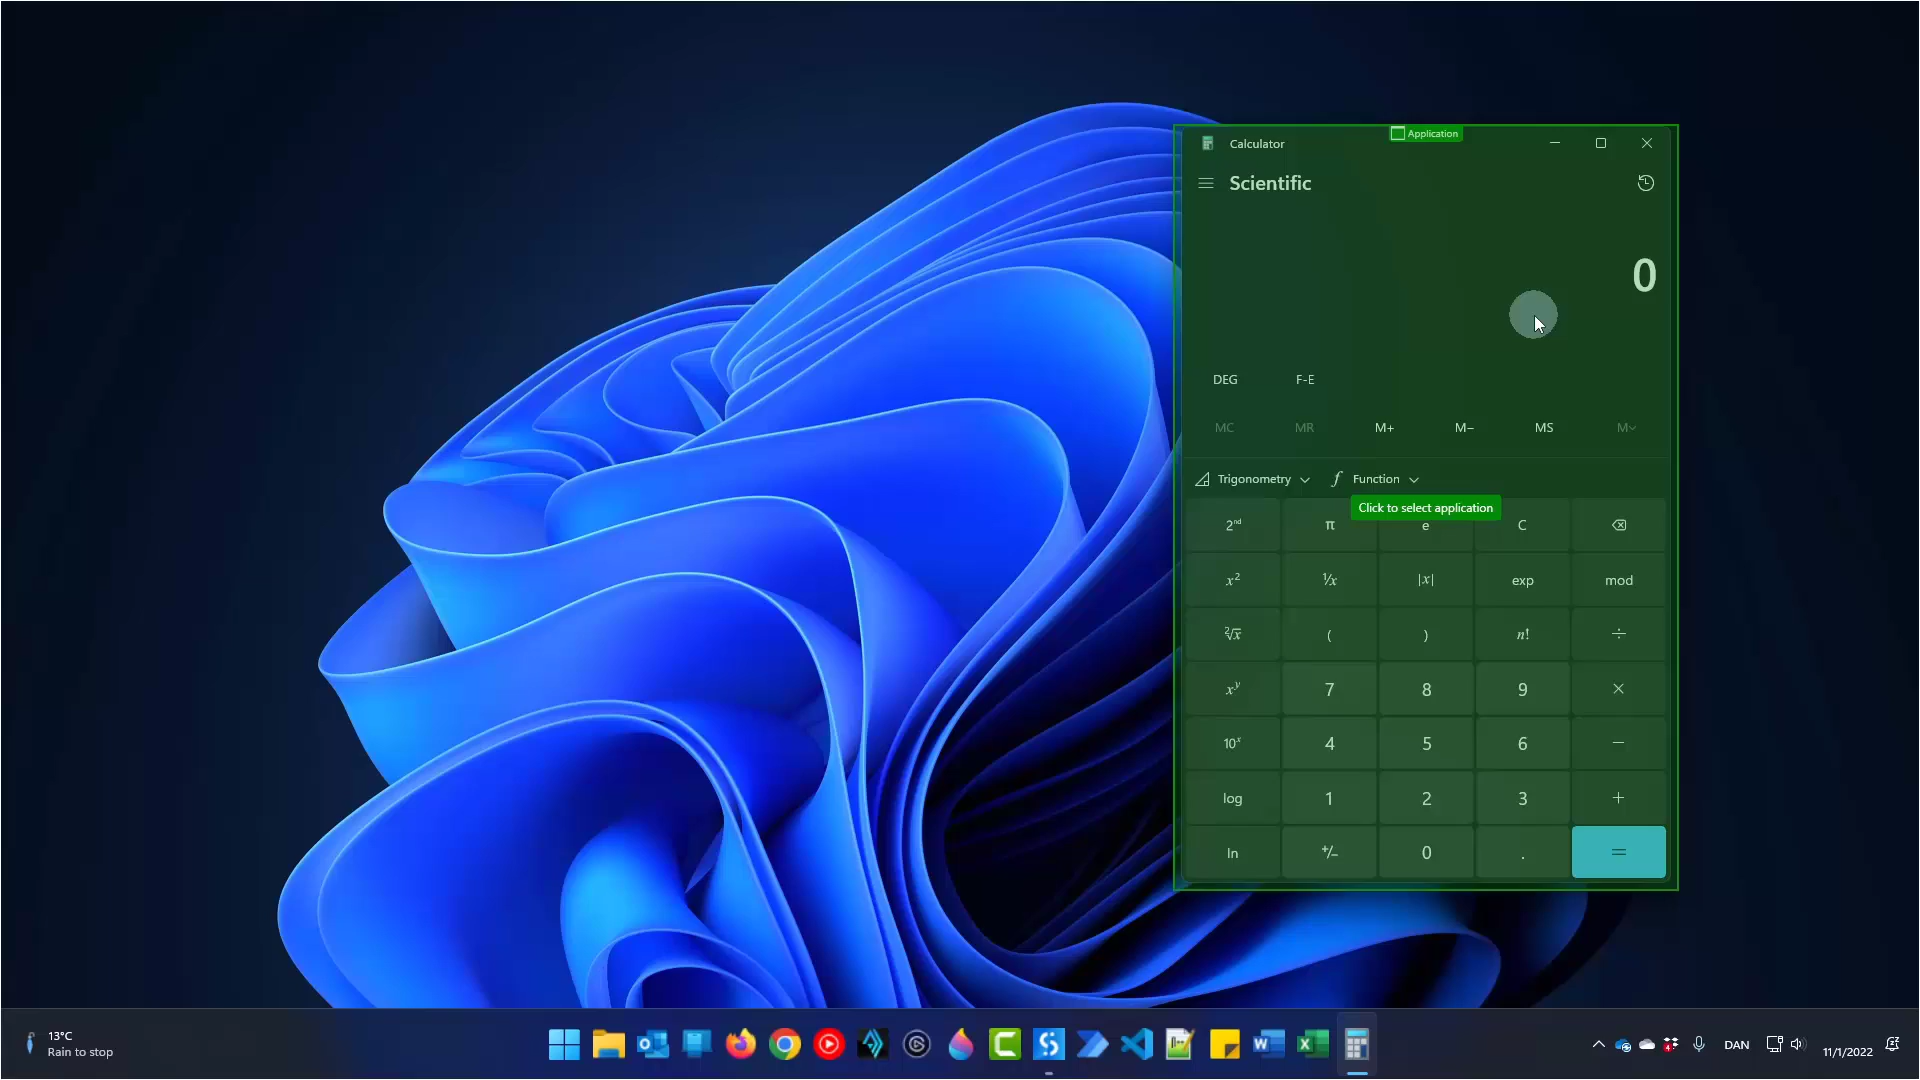 Application
Calculator
Scientific
0
DEG F-E
MC MR M+ M− MS M
Trigonometry f Function
Click to select application
2nd π e C
x² ¹/x |x| exp mod
²√x ( ) n! ÷
xʸ 7 8 9 ×
10ˣ 4 5 6 −
log 1 2 3 +
ln +/− 0 . =
13°C
Rain to stop
DAN
11/1/2022